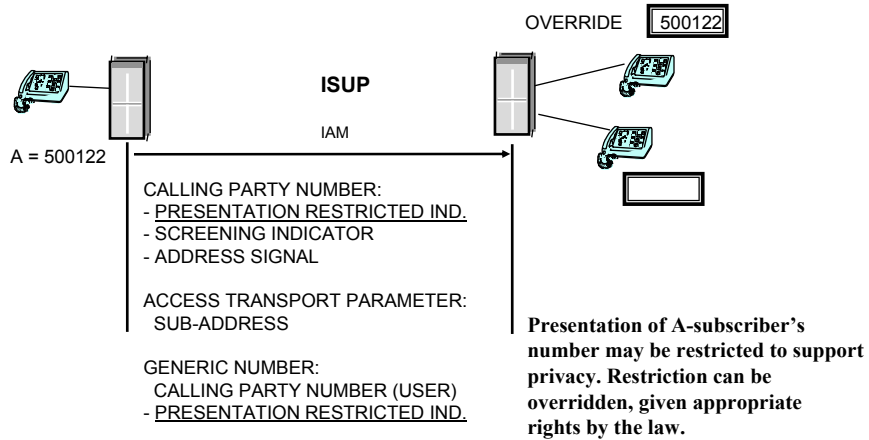 OVERRIDE 500122
ISUP
IAM
A = 500122
CALLING PARTY NUMBER:
- PRESENTATION RESTRICTED IND.
- SCREENING INDICATOR
- ADDRESS SIGNAL
ACCESS TRANSPORT PARAMETER:
SUB-ADDRESS
GENERIC NUMBER:
CALLING PARTY NUMBER (USER)
- PRESENTATION RESTRICTED IND.
Presentation of A-subscriber's
number may be restricted to support
privacy. Restriction can be
overridden, given appropriate
rights by the law.